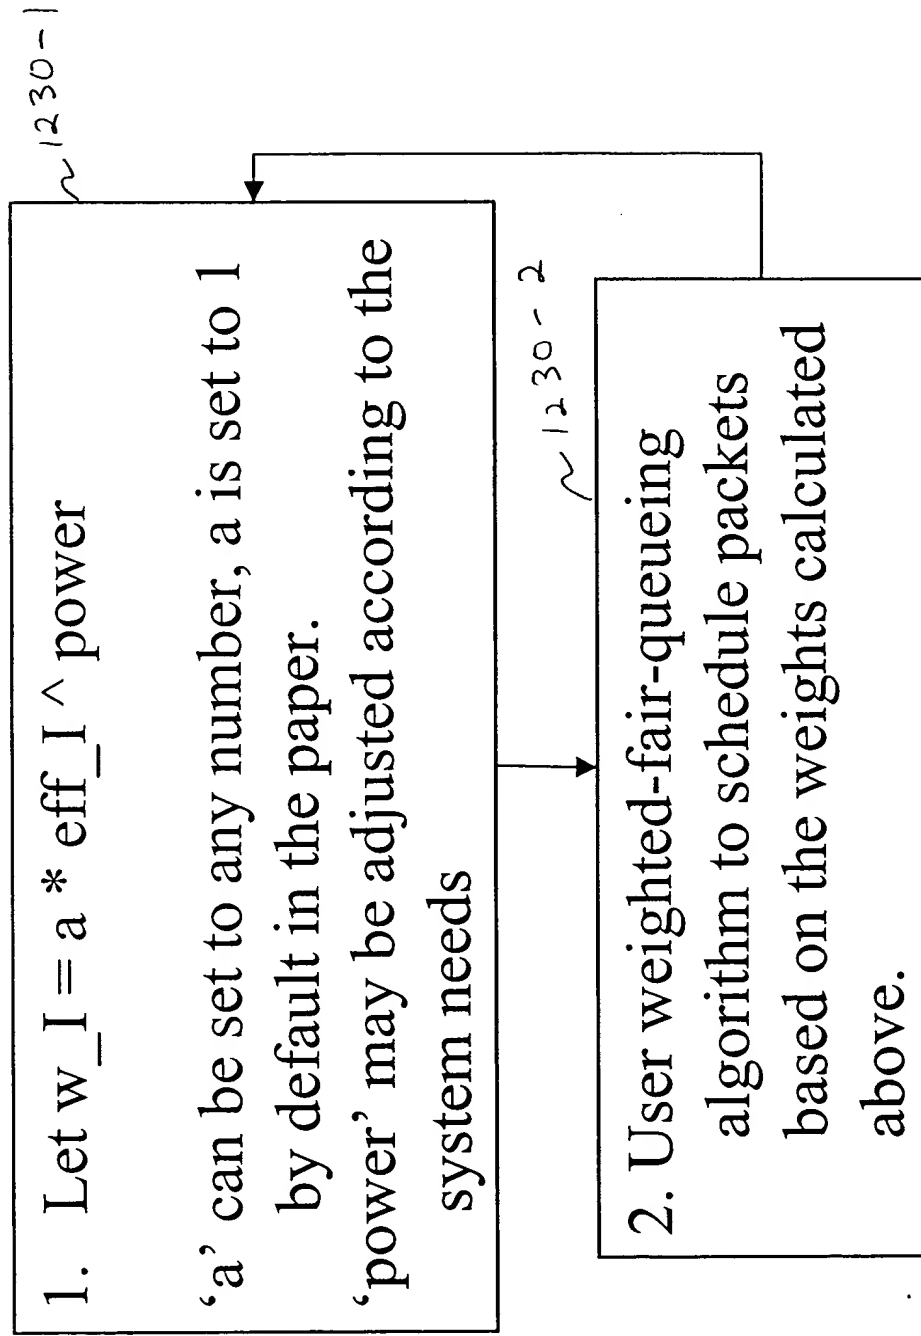 1230-1
1. Let w_I = a * eff_I ^ power
‘a’ can be set to any number, a is set to 1
by default in the paper.
‘power’ may be adjusted according to the
system needs
1230-2
2. User weighted-fair-queueing
algorithm to schedule packets
based on the weights calculated
above.